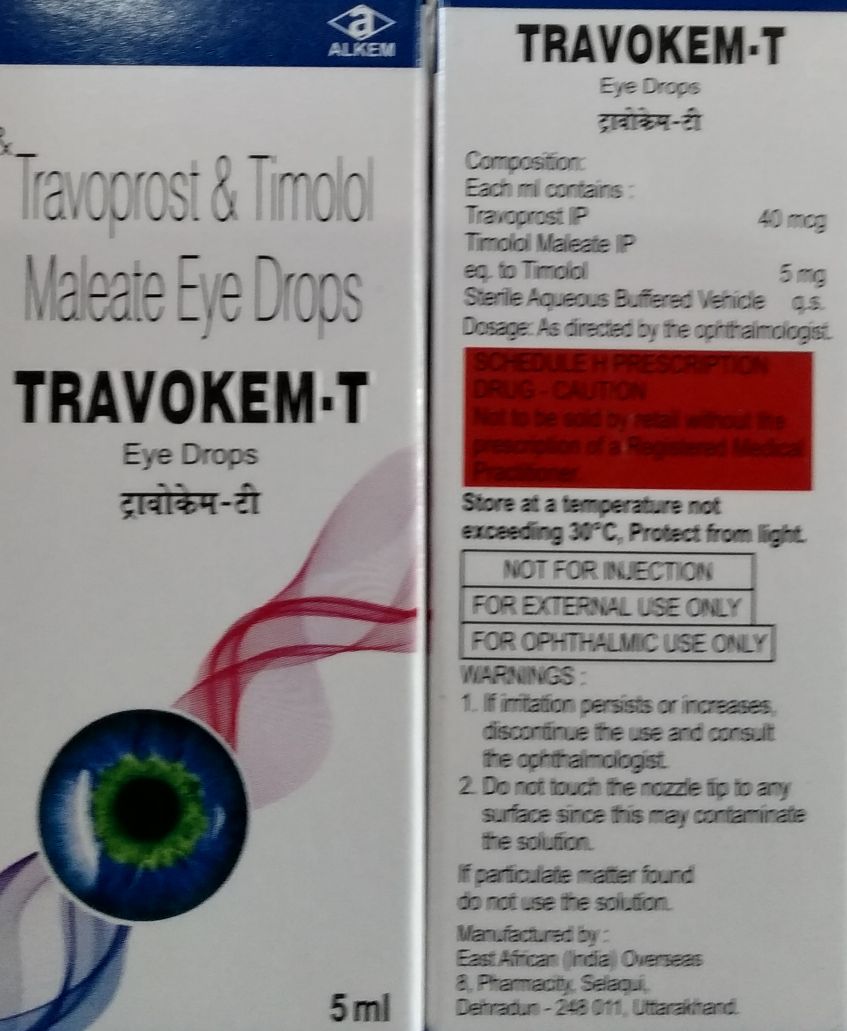 ALKEM
Travoprost & Timolol
Maleate Eye Drops
TRAVOKEM-T
Eye Drops
ट्रावोकेम-टी
5 ml
TRAVOKEM-T
Eye Drops
ट्रावोकेम-टी
Composition:
Each ml contains :
Travoprost IP 40 mcg
Timolol Maleate IP
eq. to Timolol 5 mg
Sterile Aqueous Buffered Vehicle q.s.
Dosage: As directed by the ophthalmologist.
SCHEDULE H PRESCRIPTION
DRUG - CAUTION
Not to be sold by retail without the
prescription of a Registered Medical
Practitioner.
Store at a temperature not
exceeding 30°C, Protect from light.
NOT FOR INJECTION
FOR EXTERNAL USE ONLY
FOR OPHTHALMIC USE ONLY
WARNINGS :
1. If irritation persists or increases,
discontinue the use and consult
the ophthalmologist.
2. Do not touch the nozzle tip to any
surface since this may contaminate
the solution.
If particulate matter found
do not use the solution.
Manufactured by :
East African (India) Overseas
8, Pharmacity, Selaqui,
Dehradun - 248 011, Uttarakhand.